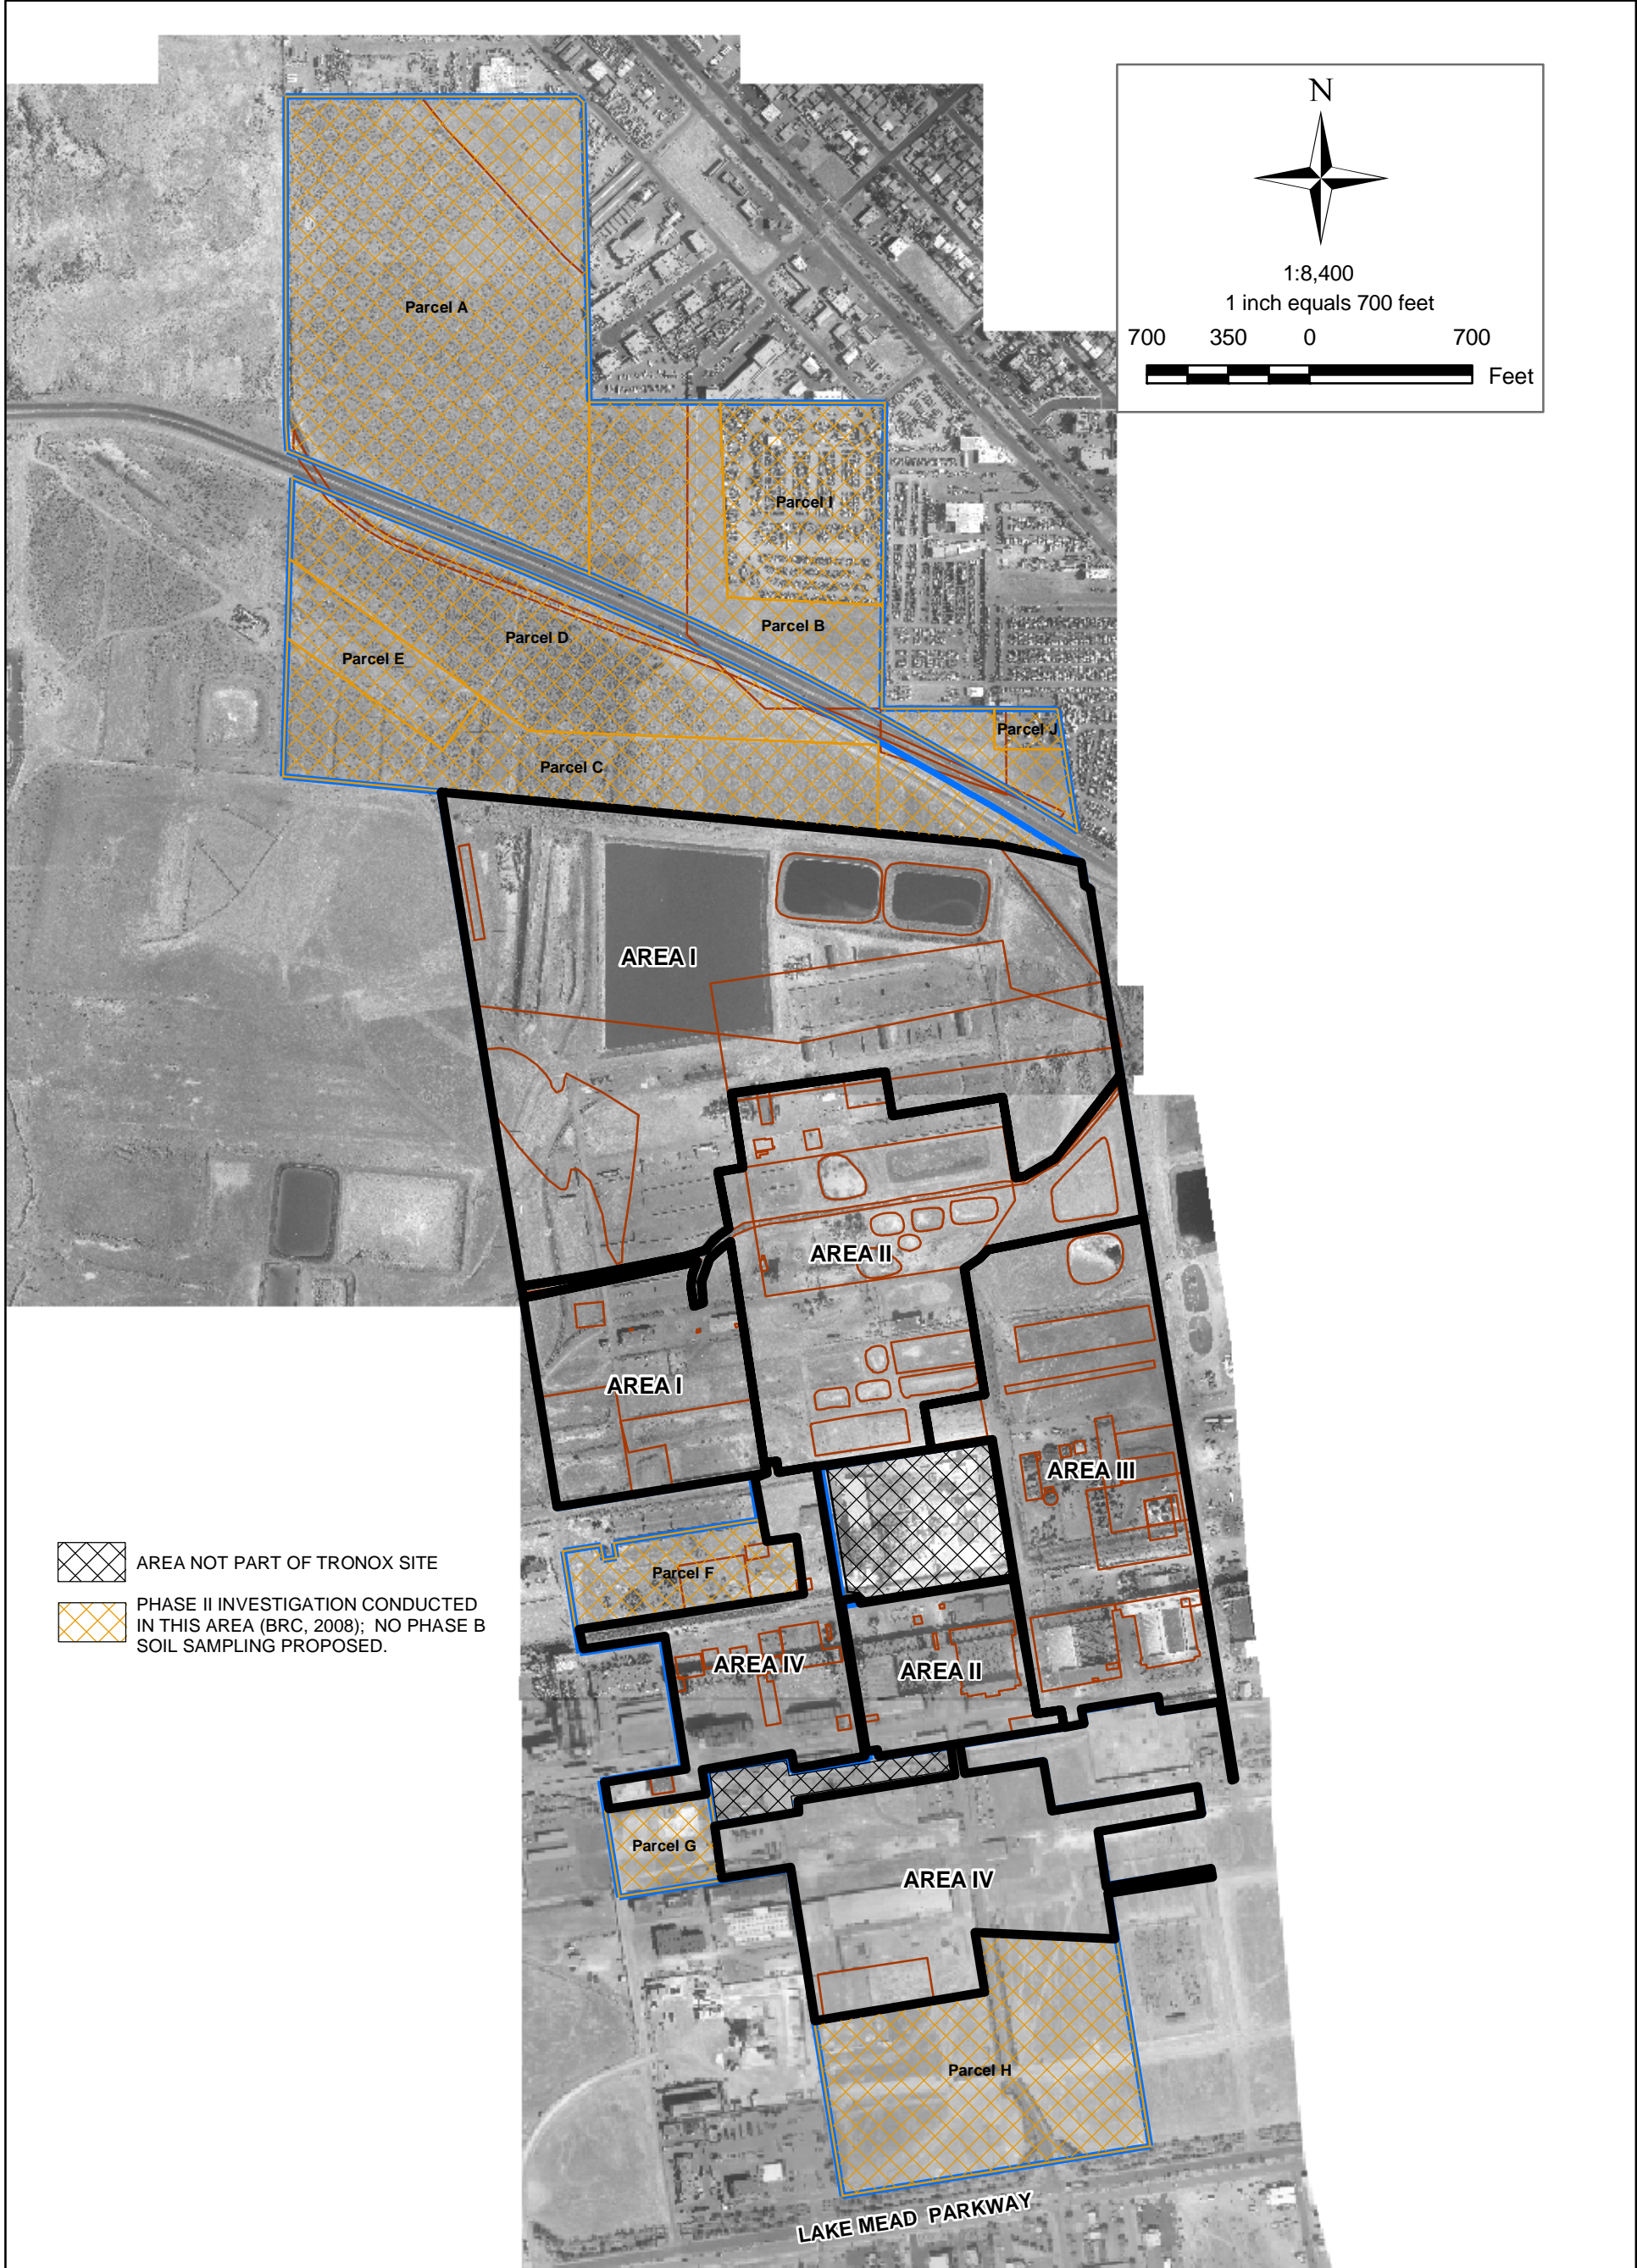 N
1:8,400
1 inch equals 700 feet
700 350 0 700
Feet
Parcel A
Parcel I
Parcel B
Parcel D
Parcel E
Parcel J
Parcel C
AREA I
AREA II
AREA I
AREA III
AREA NOT PART OF TRONOX SITE
PHASE II INVESTIGATION CONDUCTED
IN THIS AREA (BRC, 2008); NO PHASE B
SOIL SAMPLING PROPOSED.
Parcel F
AREA IV
AREA II
Parcel G
AREA IV
Parcel H
LAKE MEAD PARKWAY